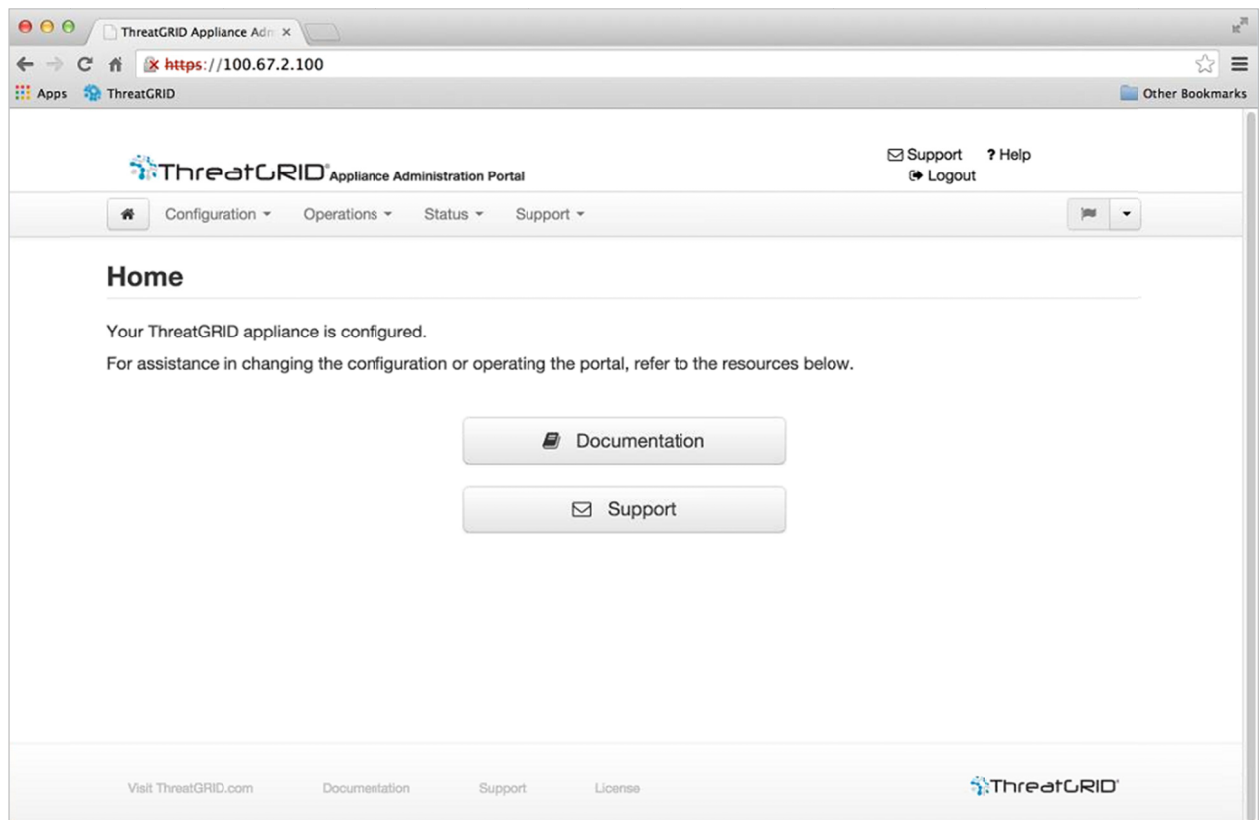 ThreatGRID Appliance Adm
https://100.67.2.100
Apps ThreatGRID Other Bookmarks
ThreatGRID® Appliance Administration Portal
Support ? Help
Logout
Configuration Operations Status Support
Home
Your ThreatGRID appliance is configured.
For assistance in changing the configuration or operating the portal, refer to the resources below.
Documentation
Support
Visit ThreatGRID.com Documentation Support License ThreatGRID®